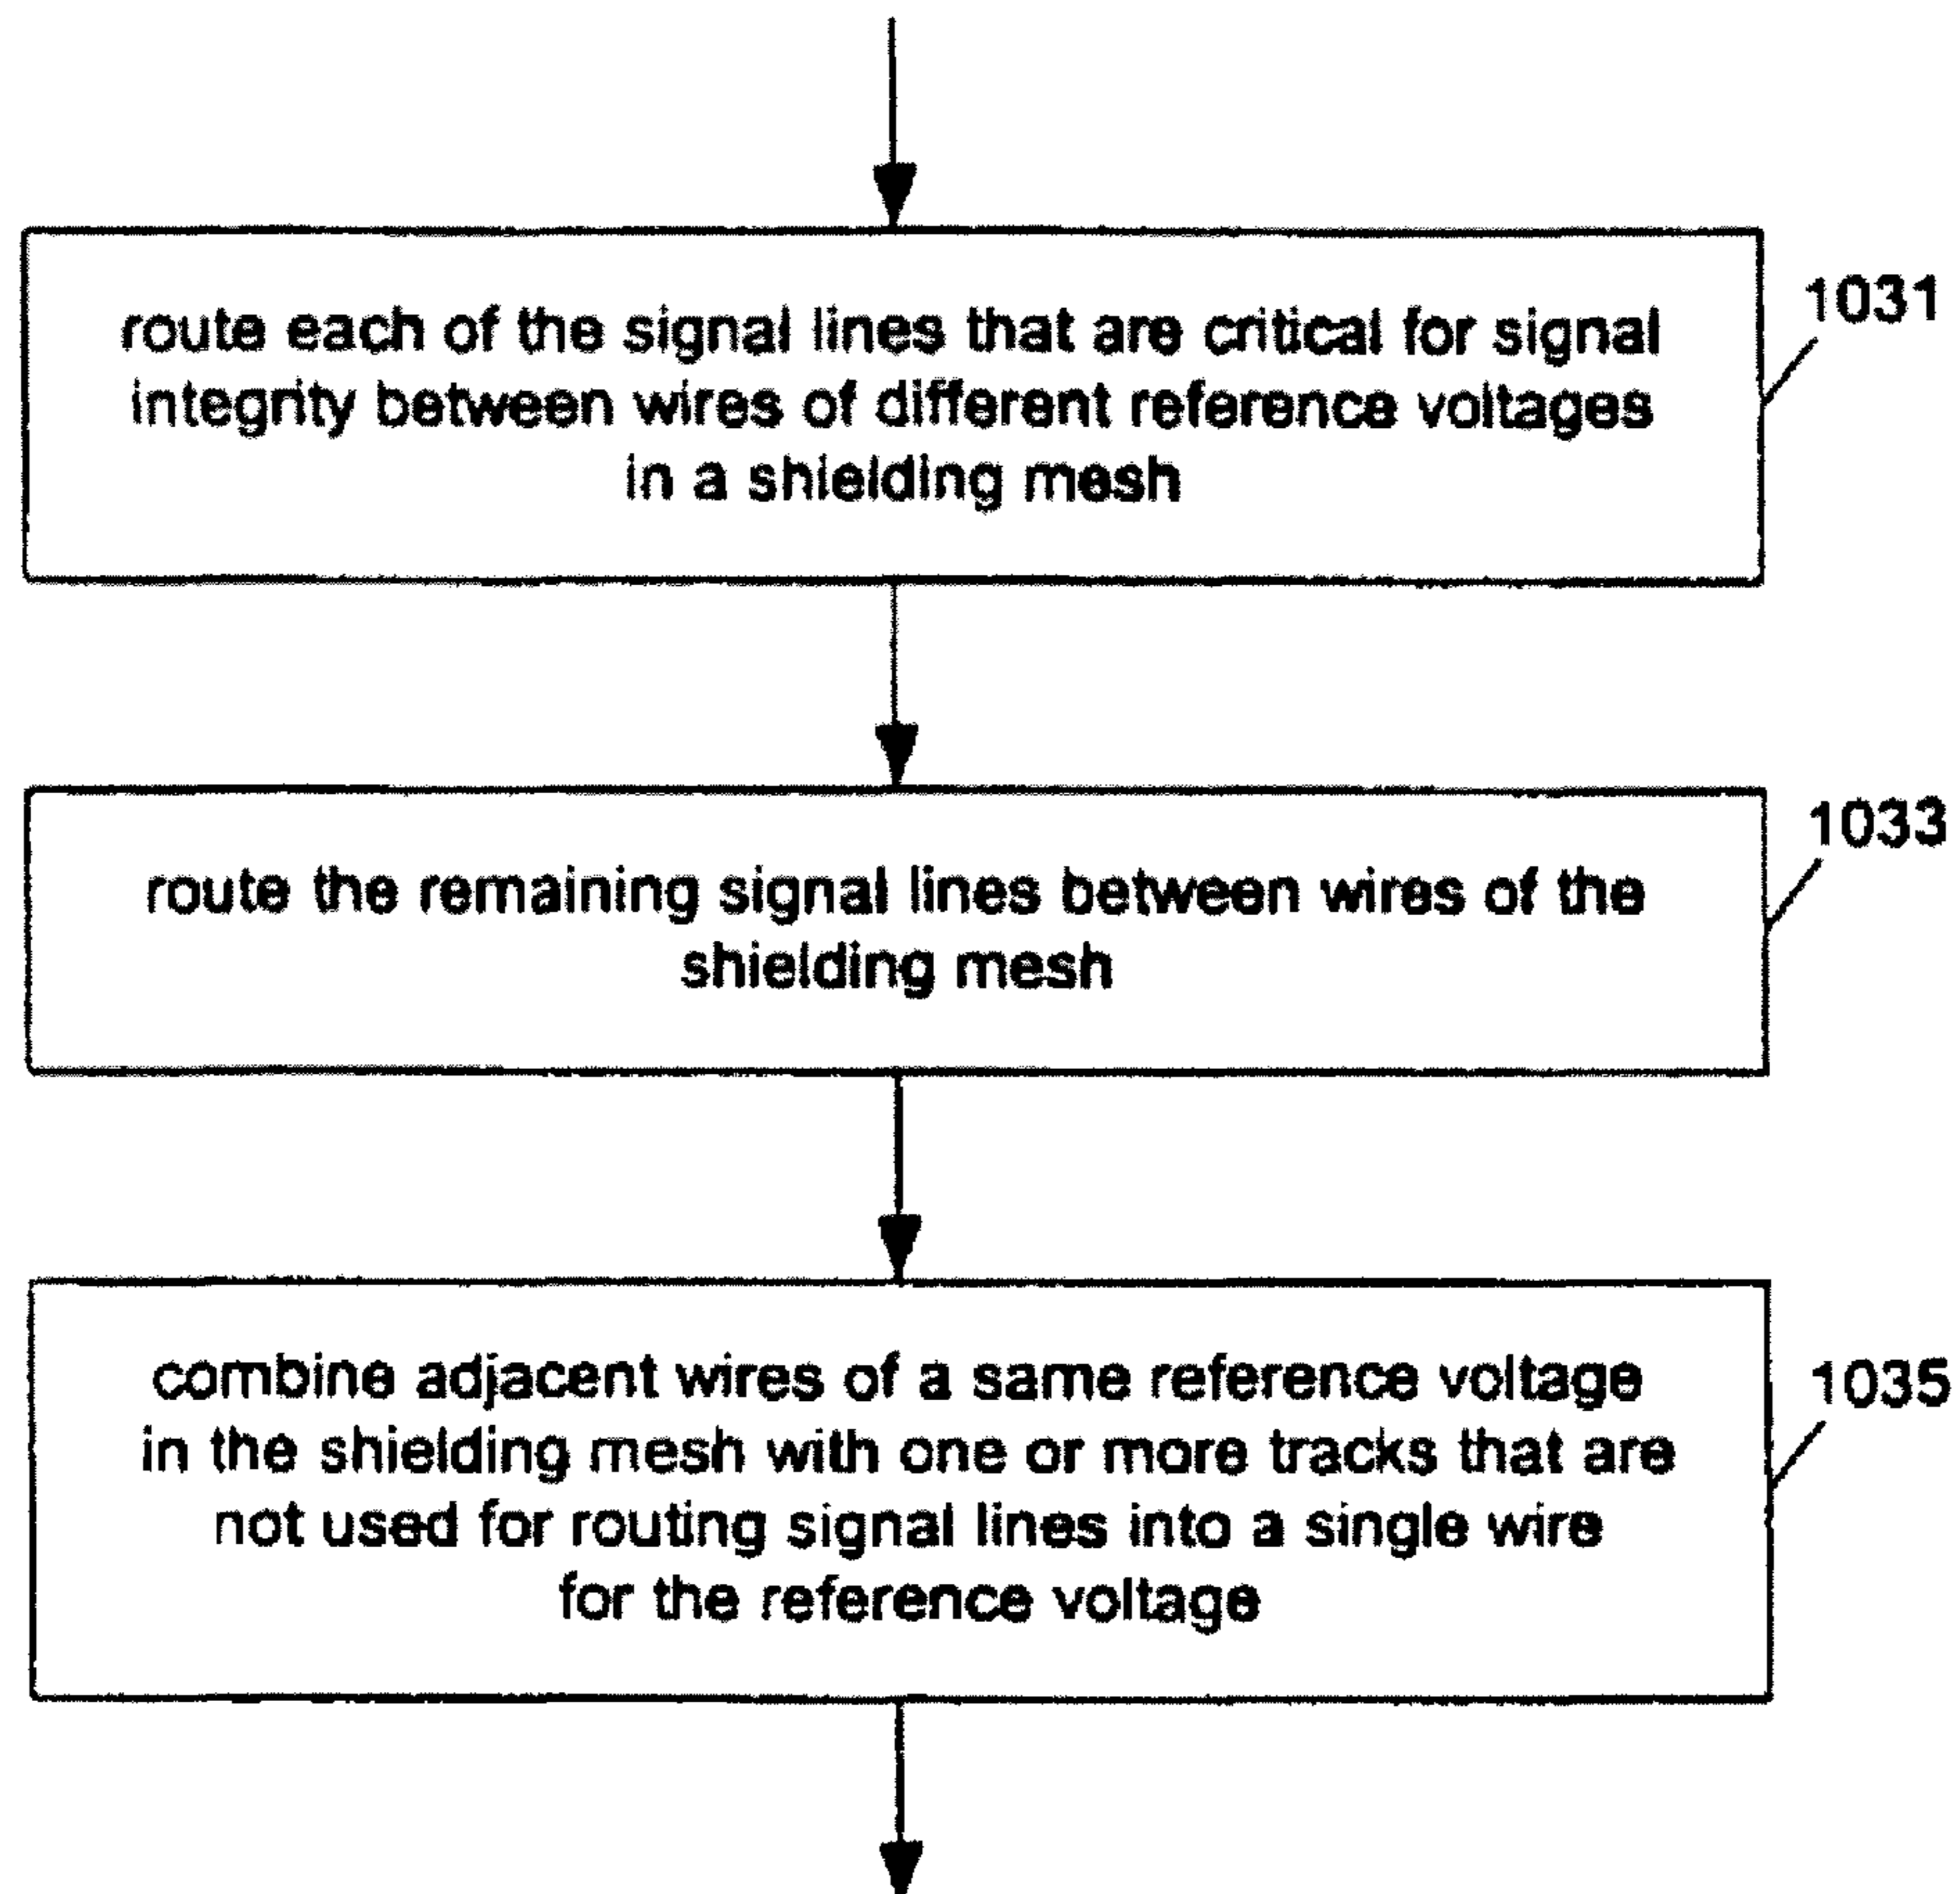 route each of the signal lines that are critical for signal
integrity between wires of different reference voltages
in a shielding mesh
1031
route the remaining signal lines between wires of the
shielding mesh
1033
combine adjacent wires of a same reference voltage
in the shielding mesh with one or more tracks that are
not used for routing signal lines into a single wire
for the reference voltage
1035